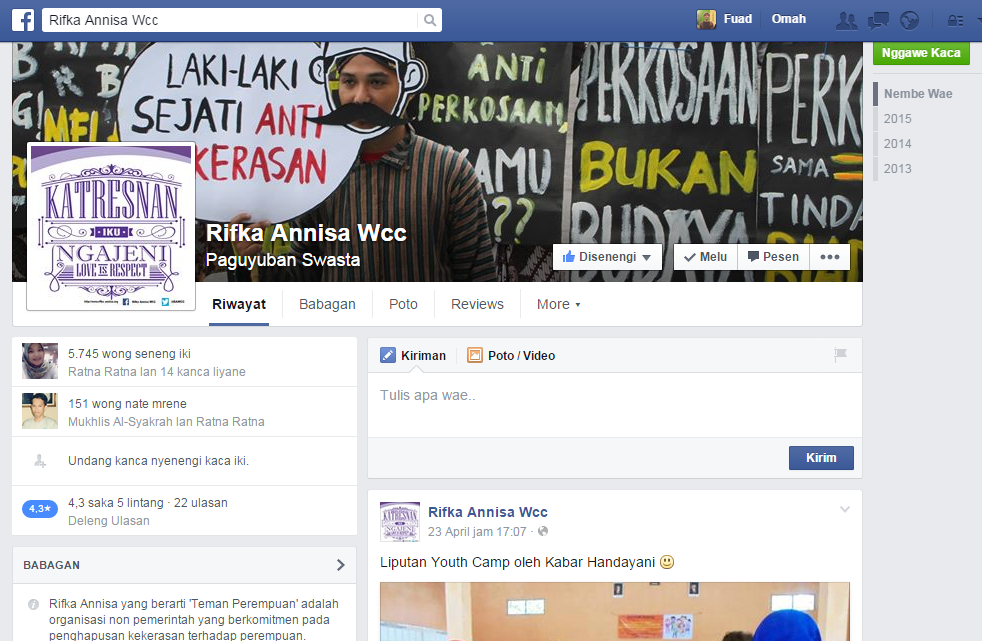 Rifka Annisa Wcc
Fuad
Omah
Nggawe Kaca
Nembe Wae
2015
2014
2013
LAKI-LAKI
SEJATI ANTI
KERASAN
ANTI
PERKOSAAN
KAMU
??
PERKOSAAN
BUKAN
BUDAYA
PERK
SAMA =
TINDA
KATRESNAN
IKU
NGAJENI
LOVE IS RESPECT
Rifka Annisa Wcc
Paguyuban Swasta
Disenengi
Melu
Pesen
•••
Riwayat
Babagan
Poto
Reviews
More
5.745 wong seneng iki
Ratna Ratna lan 14 kanca liyane
151 wong nate mrene
Mukhlis Al-Syakrah lan Ratna Ratna
Undang kanca nyenengi kaca iki.
4,3★
4,3 saka 5 lintang · 22 ulasan
Deleng Ulasan
BABAGAN
Rifka Annisa yang berarti 'Teman Perempuan' adalah
organisasi non pemerintah yang berkomitmen pada
penghapusan kekerasan terhadap perempuan.
Kiriman
Poto / Video
Tulis apa wae..
Kirim
KATRESNAN
NGAJENI
Rifka Annisa Wcc
23 April jam 17:07 ·
Liputan Youth Camp oleh Kabar Handayani 🙂